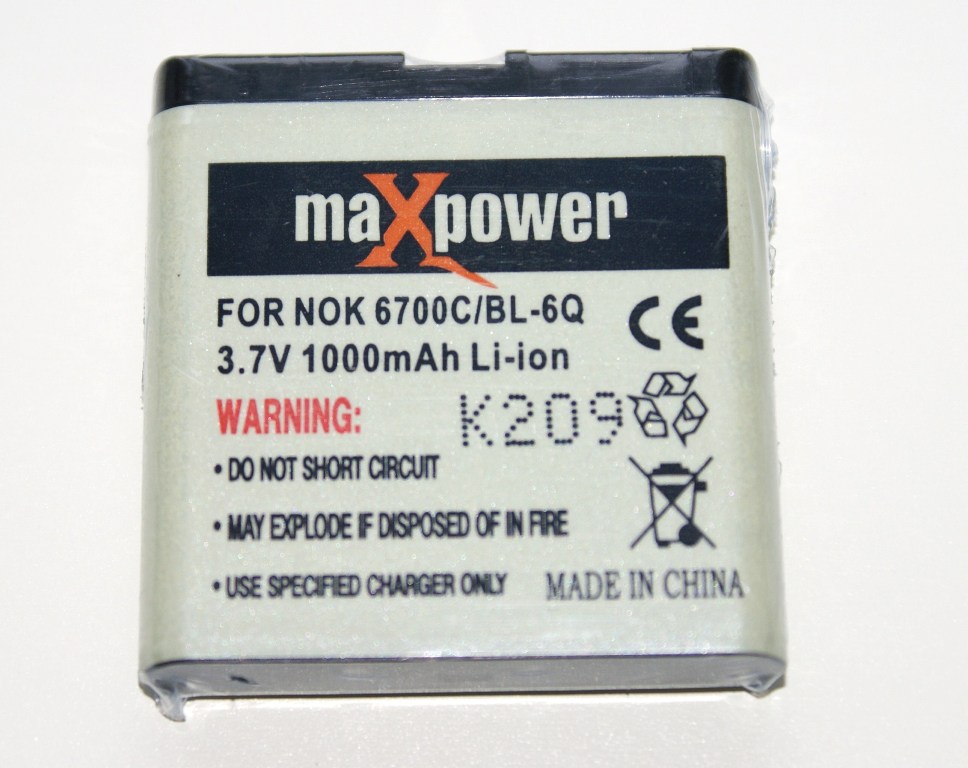 maXpower
FOR NOK 6700C/BL-6Q
3.7V 1000mAh Li-ion
CE
WARNING:
K209
• DO NOT SHORT CIRCUIT
• MAY EXPLODE IF DISPOSED OF IN FIRE
• USE SPECIFIED CHARGER ONLY
MADE IN CHINA